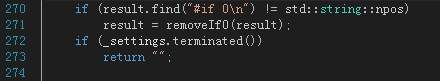 270 if (result.find("#if 0\n") != std::string::npos)
271 result = removeIf0(result);
272 if (_settings.terminated())
273 return "";
274